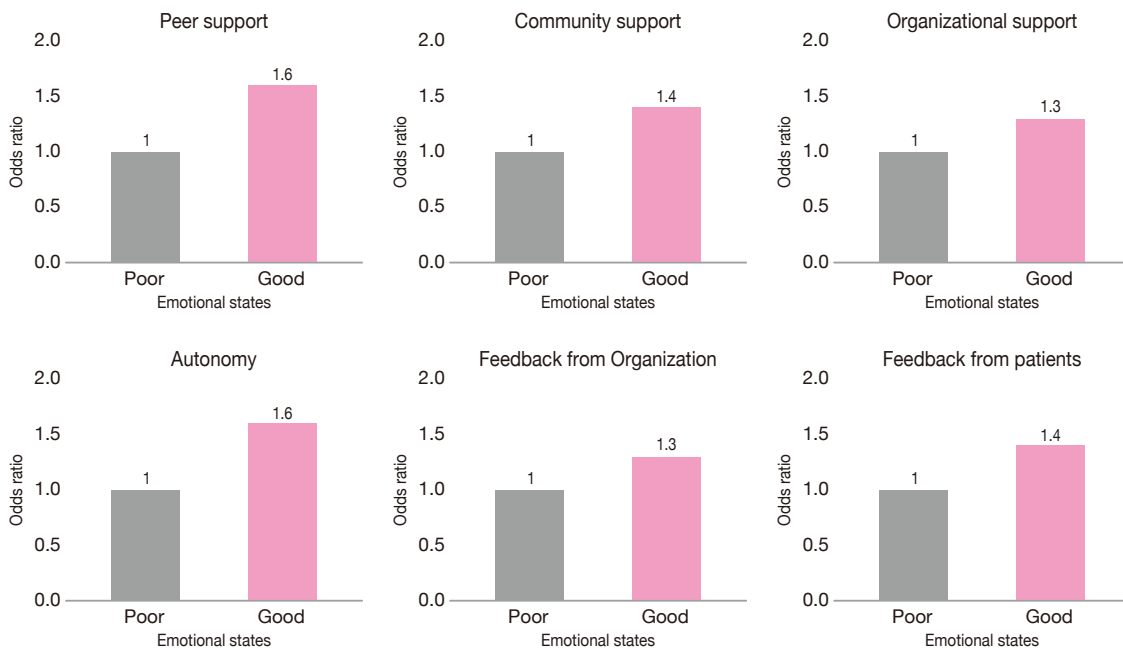 Peer support
2.0
1.5
1.0
0.5
0.0
Odds ratio
1
1.6
Poor
Good
Emotional states
Community support
2.0
1.5
1.0
0.5
0.0
Odds ratio
1
1.4
Poor
Good
Emotional states
Organizational support
2.0
1.5
1.0
0.5
0.0
Odds ratio
1
1.3
Poor
Good
Emotional states
Autonomy
2.0
1.5
1.0
0.5
0.0
Odds ratio
1
1.6
Poor
Good
Emotional states
Feedback from Organization
2.0
1.5
1.0
0.5
0.0
Odds ratio
1
1.3
Poor
Good
Emotional states
Feedback from patients
2.0
1.5
1.0
0.5
0.0
Odds ratio
1
1.4
Poor
Good
Emotional states